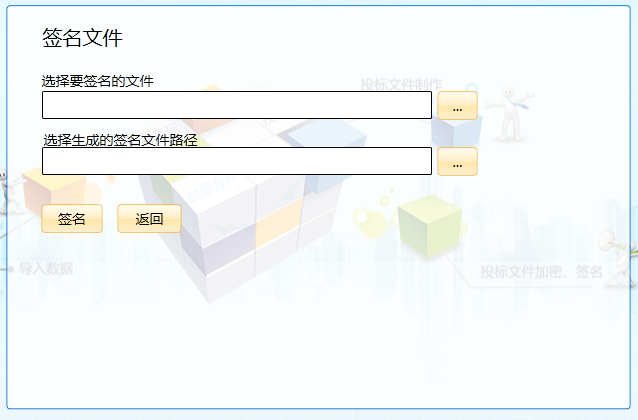 签名文件
选择要签名的文件
投标文件制作
...
选择生成的签名文件路径
...
签名
返回
导入数据
投标文件加密、签名